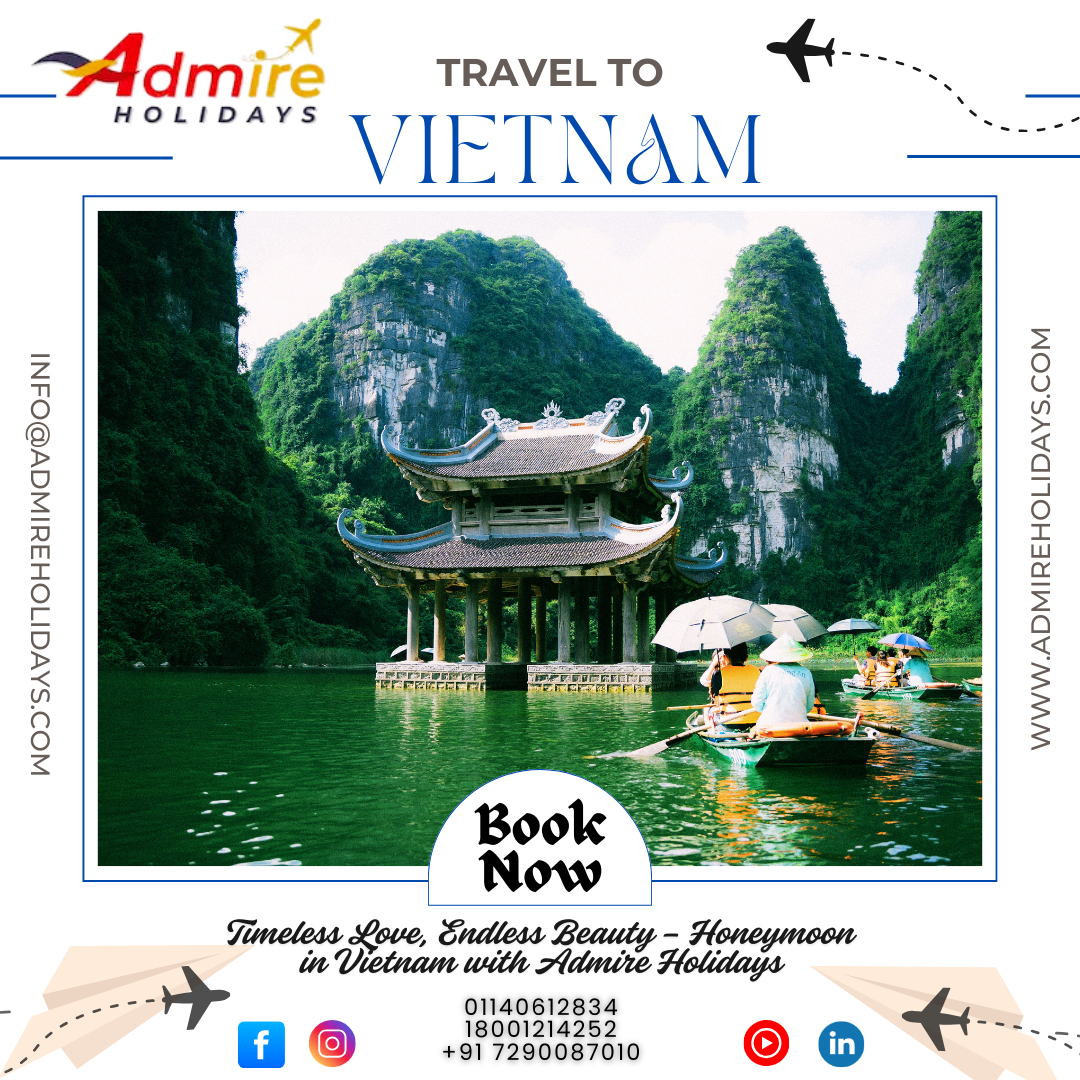 Admire
HOLIDAYS
TRAVEL TO
VIETNAM
INFO@ADMIREHOLIDAYS.COM
WWW.ADMIREHOLIDAYS.COM
Book
Now
Timeless Love, Endless Beauty – Honeymoon
in Vietnam with Admire Holidays
01140612834
18001214252
+91 7290087010
f
in